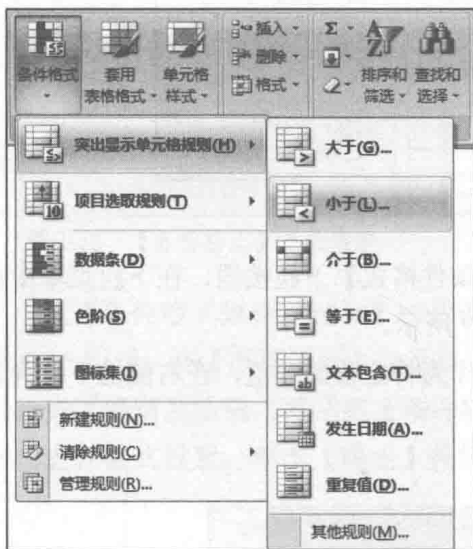 条件格式
套用
表格格式
单元格
样式
插入
删除
格式
Σ
排序和
筛选
查找和
选择
突出显示单元格规则(H)
项目选取规则(T)
数据条(D)
色阶(S)
图标集(I)
新建规则(N)...
清除规则(C)
管理规则(R)...
大于(G)...
小于(L)...
介于(B)...
等于(E)...
文本包含(T)...
发生日期(A)...
重复值(D)...
其他规则(M)...